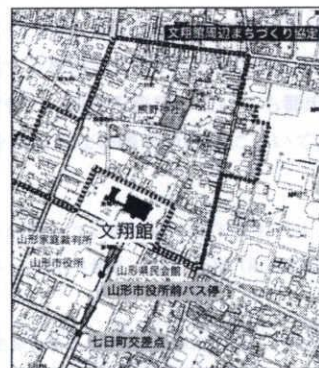 文翔館周辺まちづくり協定
熊野
文翔館
山形家庭裁判所
山形市役所
山形県民会館
山形市役所前バス停
七日町交差点